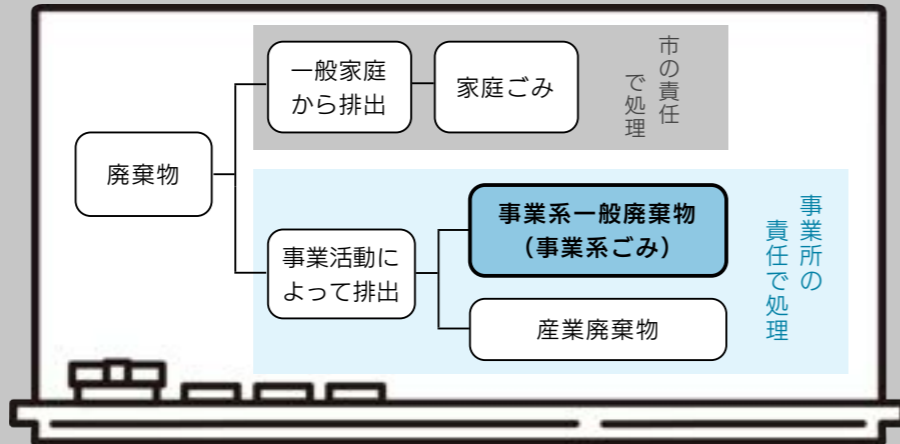 廃棄物
一般家庭
から排出
家庭ごみ
市の責任
で処理
事業活動に
よって排出
事業系一般廃棄物
（事業系ごみ）
産業廃棄物
事業所の
責任で処理